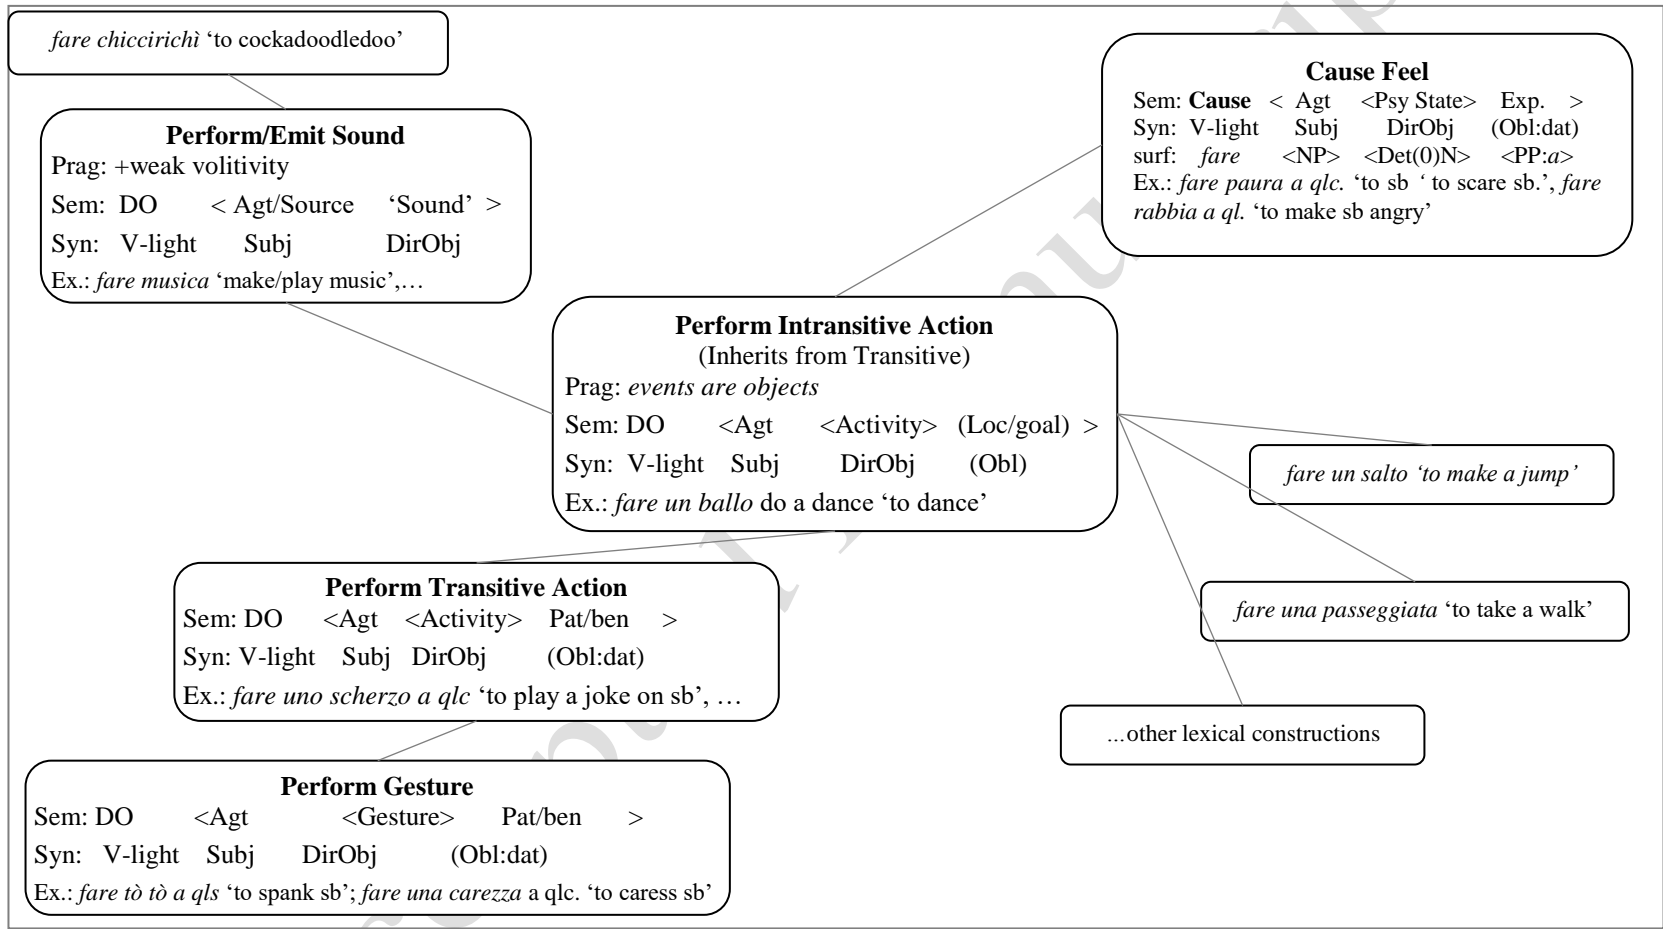 fare chiccirichì ‘to cockadoodledoo’
Perform/Emit Sound
Prag: +weak volitivity
Sem: DO < Agt/Source ‘Sound’ >
Syn: V-light Subj DirObj
Ex.: fare musica ‘make/play music’,…
Cause Feel
Sem: Cause < Agt <Psy State> Exp. >
Syn: V-light Subj DirObj (Obl:dat)
surf: fare <NP> <Det(0)N> <PP:a>
Ex.: fare paura a qlc. ‘to sb ‘ to scare sb.’, fare
rabbia a ql. ‘to make sb angry’
Perform Intransitive Action
(Inherits from Transitive)
Prag: events are objects
Sem: DO <Agt <Activity> (Loc/goal) >
Syn: V-light Subj DirObj (Obl)
Ex.: fare un ballo do a dance ‘to dance’
fare un salto ‘to make a jump’
fare una passeggiata ‘to take a walk’
...other lexical constructions
Perform Transitive Action
Sem: DO <Agt <Activity> Pat/ben >
Syn: V-light Subj DirObj (Obl:dat)
Ex.: fare uno scherzo a qlc ‘to play a joke on sb’, …
Perform Gesture
Sem: DO <Agt <Gesture> Pat/ben >
Syn: V-light Subj DirObj (Obl:dat)
Ex.: fare tò tò a qls ‘to spank sb’; fare una carezza a qlc. ‘to caress sb’